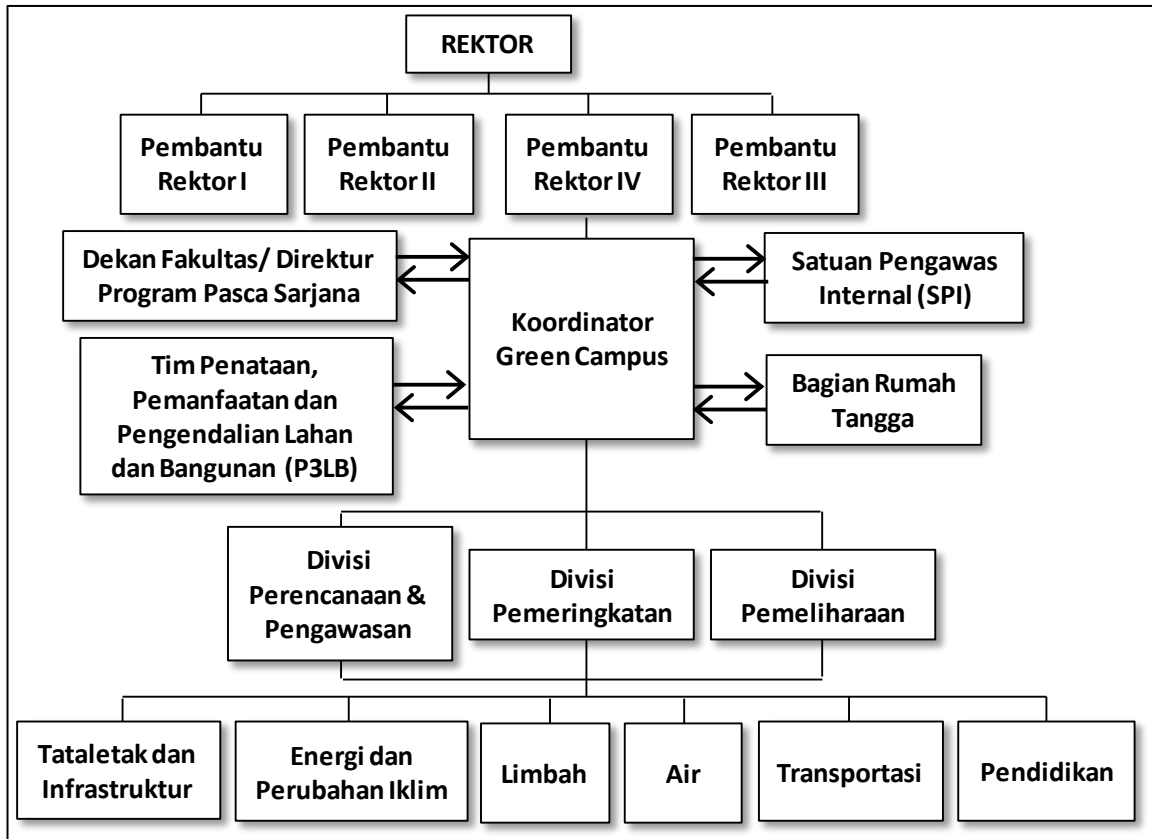 REKTOR
Pembantu
Rektor I
Pembantu
Rektor II
Pembantu
Rektor IV
Pembantu
Rektor III
Dekan Fakultas/ Direktur
Program Pasca Sarjana
Koordinator
Green Campus
Satuan Pengawas
Internal (SPI)
Tim Penataan,
Pemanfaatan dan
Pengendalian Lahan
dan Bangunan (P3LB)
Bagian Rumah
Tangga
Divisi
Perencanaan &
Pengawasan
Divisi
Pemeringkatan
Divisi
Pemeliharaan
Tataletak dan
Infrastruktur
Energi dan
Perubahan Iklim
Limbah
Air
Transportasi
Pendidikan